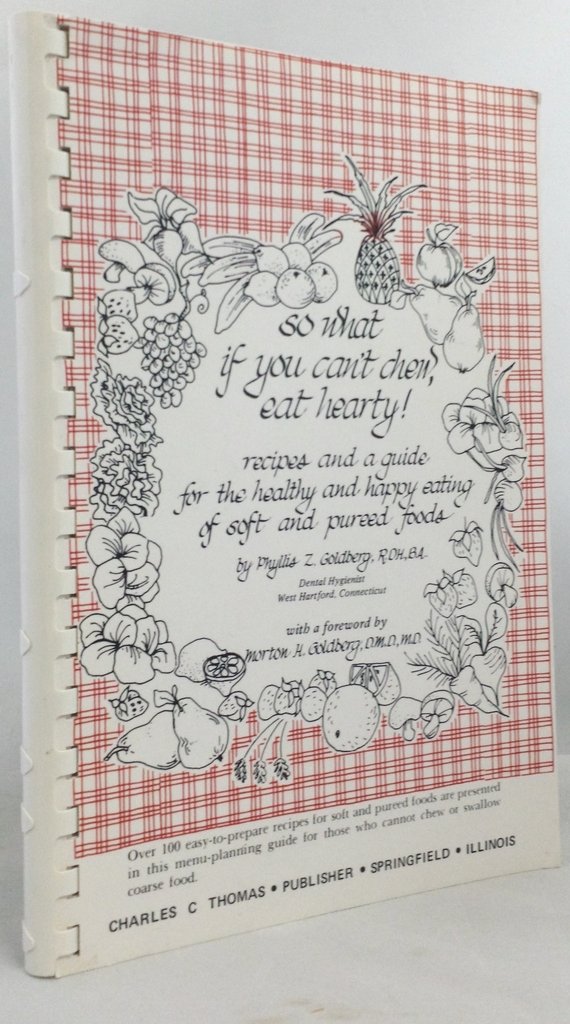 so what
if you can't chew?
eat hearty!
recipes and a guide
for the healthy and happy eating
of soft and pureed foods
by Phyllis Z. Goldberg, R.D.H., B.A.
Dental Hygienist
West Hartford, Connecticut
with a foreword by
Morton H. Goldberg, D.M.D., M.D.
Over 100 easy-to-prepare recipes for soft and pureed foods are presented
in this menu-planning guide for those who cannot chew or swallow
coarse food.
CHARLES C THOMAS • PUBLISHER • SPRINGFIELD • ILLINOIS